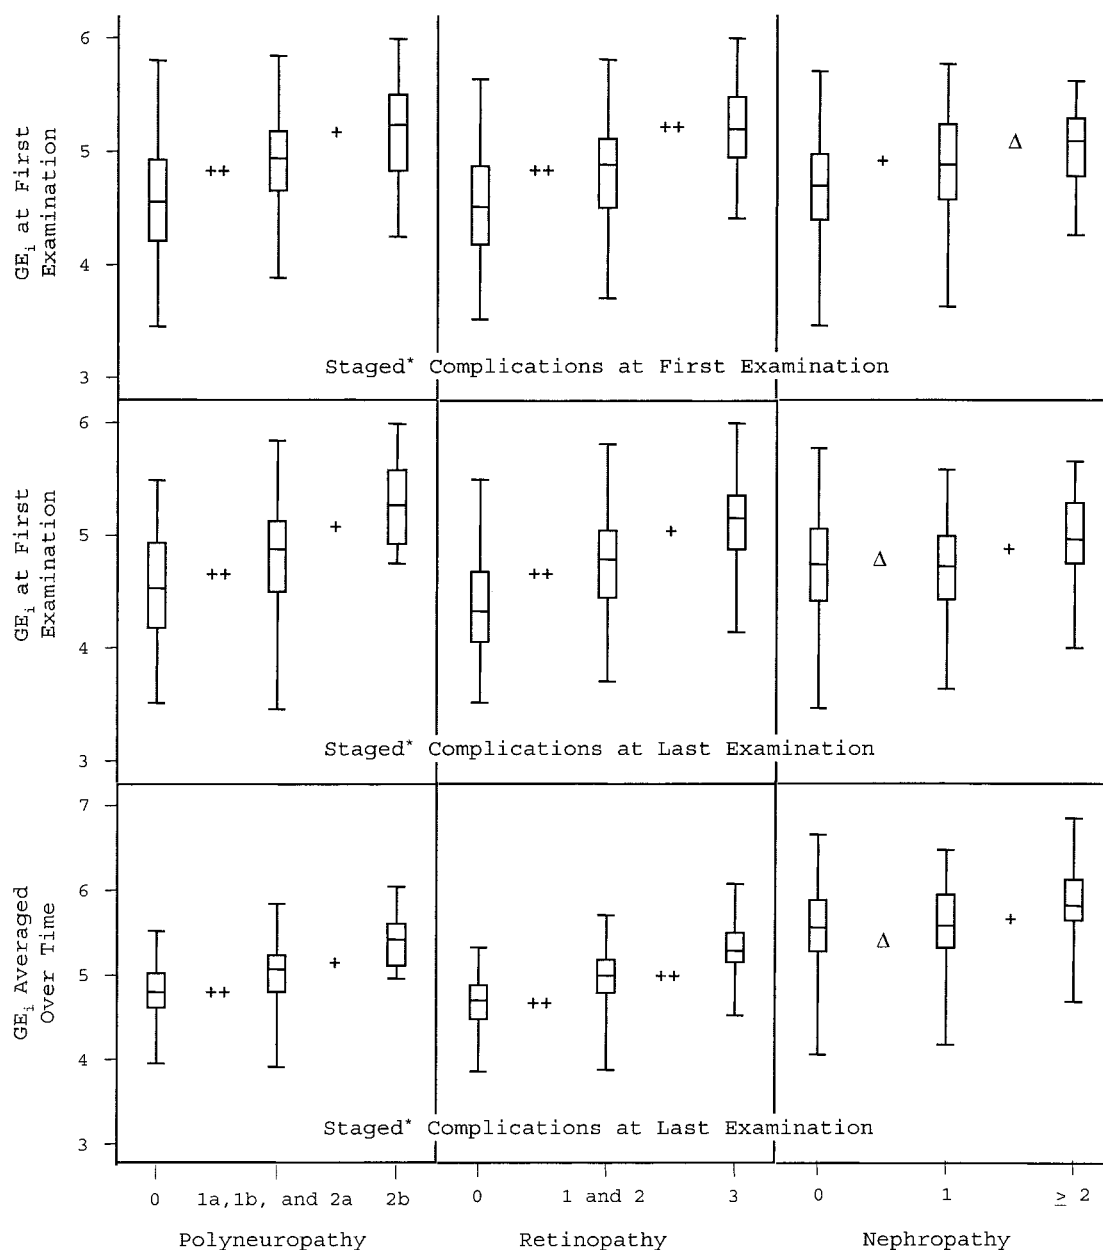 GEi at First
Examination
6
5
4
3
++
+
++
++
+
Δ
Staged* Complications at First Examination
GEi at First
Examination
6
5
4
3
++
+
++
+
Δ
+
Staged* Complications at Last Examination
GEi Averaged
Over Time
7
6
5
4
3
++
+
++
++
Δ
+
Staged* Complications at Last Examination
0 1a,1b, and 2a 2b 0 1 and 2 3 0 1 ≥ 2
Polyneuropathy Retinopathy Nephropathy